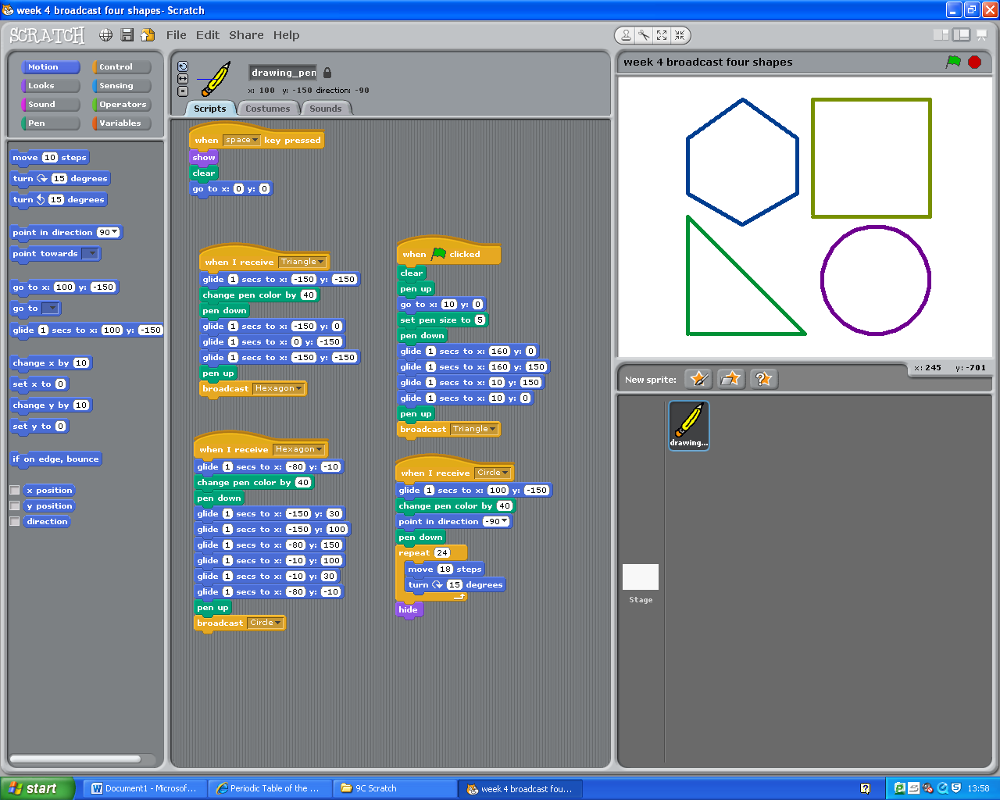 week 4 broadcast four shapes- Scratch
SCRATCH File Edit Share Help
Motion Control
Looks Sensing
Sound Operators
Pen Variables
move 10 steps
turn 15 degrees
turn 15 degrees
point in direction 90
point towards
go to x: 100 y: -150
go to
glide 1 secs to x: 100 y: -150
change x by 10
set x to 0
change y by 10
set y to 0
if on edge, bounce
x position
y position
direction
drawing_pen
x: 100 y: -150 direction: -90
Scripts Costumes Sounds
when space key pressed
show
clear
go to x: 0 y: 0
when I receive Triangle
glide 1 secs to x: -150 y: -150
change pen color by 40
pen down
glide 1 secs to x: -150 y: 0
glide 1 secs to x: 0 y: -150
glide 1 secs to x: -150 y: -150
pen up
broadcast Hexagon
when I receive Hexagon
glide 1 secs to x: -80 y: -10
change pen color by 40
pen down
glide 1 secs to x: -150 y: 30
glide 1 secs to x: -150 y: 100
glide 1 secs to x: -80 y: 150
glide 1 secs to x: -10 y: 100
glide 1 secs to x: -10 y: 30
glide 1 secs to x: -80 y: -10
pen up
broadcast Circle
when clicked
clear
pen up
go to x: 10 y: 0
set pen size to 5
pen down
glide 1 secs to x: 160 y: 0
glide 1 secs to x: 160 y: 150
glide 1 secs to x: 10 y: 150
glide 1 secs to x: 10 y: 0
pen up
broadcast Triangle
when I receive Circle
glide 1 secs to x: 100 y: -150
change pen color by 40
point in direction -90
pen down
repeat 24
move 18 steps
turn 15 degrees
hide
week 4 broadcast four shapes
x: 245 y: -701
New sprite:
drawing...
Stage
start Document1 - Microsof... Periodic Table of the ... 9C Scratch week 4 broadcast fou... 13:58